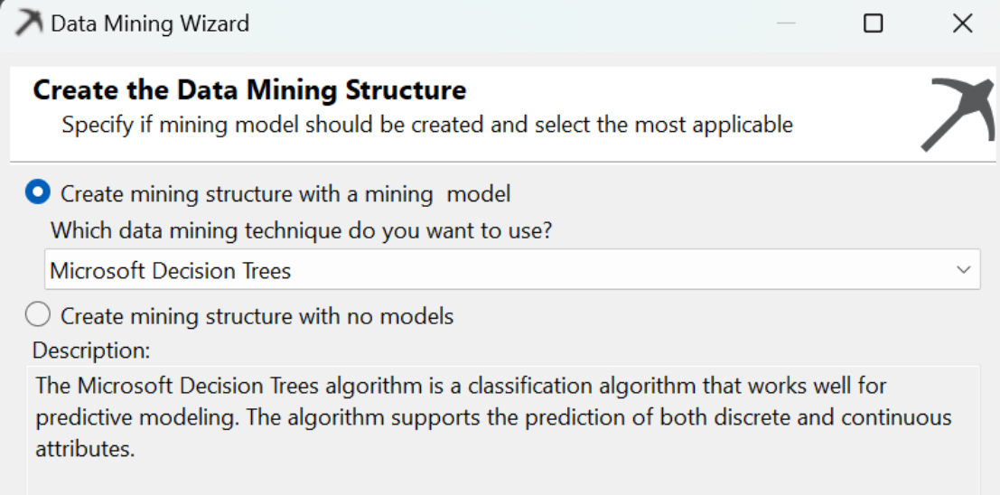 Data Mining Wizard
Create the Data Mining Structure
Specify if mining model should be created and select the most applicable
Create mining structure with a mining  model
Which data mining technique do you want to use?
Microsoft Decision Trees
Create mining structure with no models
Description:
The Microsoft Decision Trees algorithm is a classification algorithm that works well for
predictive modeling. The algorithm supports the prediction of both discrete and continuous
attributes.